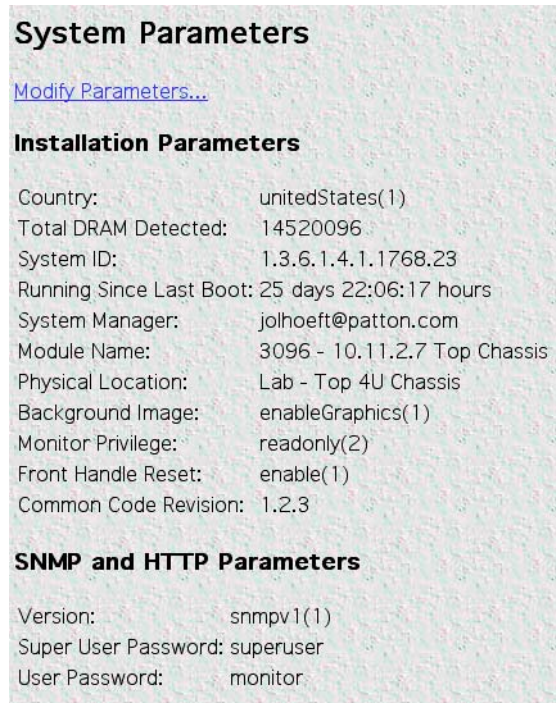 System Parameters
Modify Parameters...
Installation Parameters
Country: unitedStates(1)
Total DRAM Detected: 14520096
System ID: 1.3.6.1.4.1.1768.23
Running Since Last Boot: 25 days 22:06:17 hours
System Manager: jolhoeft@patton.com
Module Name: 3096 - 10.11.2.7 Top Chassis
Physical Location: Lab - Top 4U Chassis
Background Image: enableGraphics(1)
Monitor Privilege: readonly(2)
Front Handle Reset: enable(1)
Common Code Revision: 1.2.3
SNMP and HTTP Parameters
Version: snmpv1(1)
Super User Password: superuser
User Password: monitor